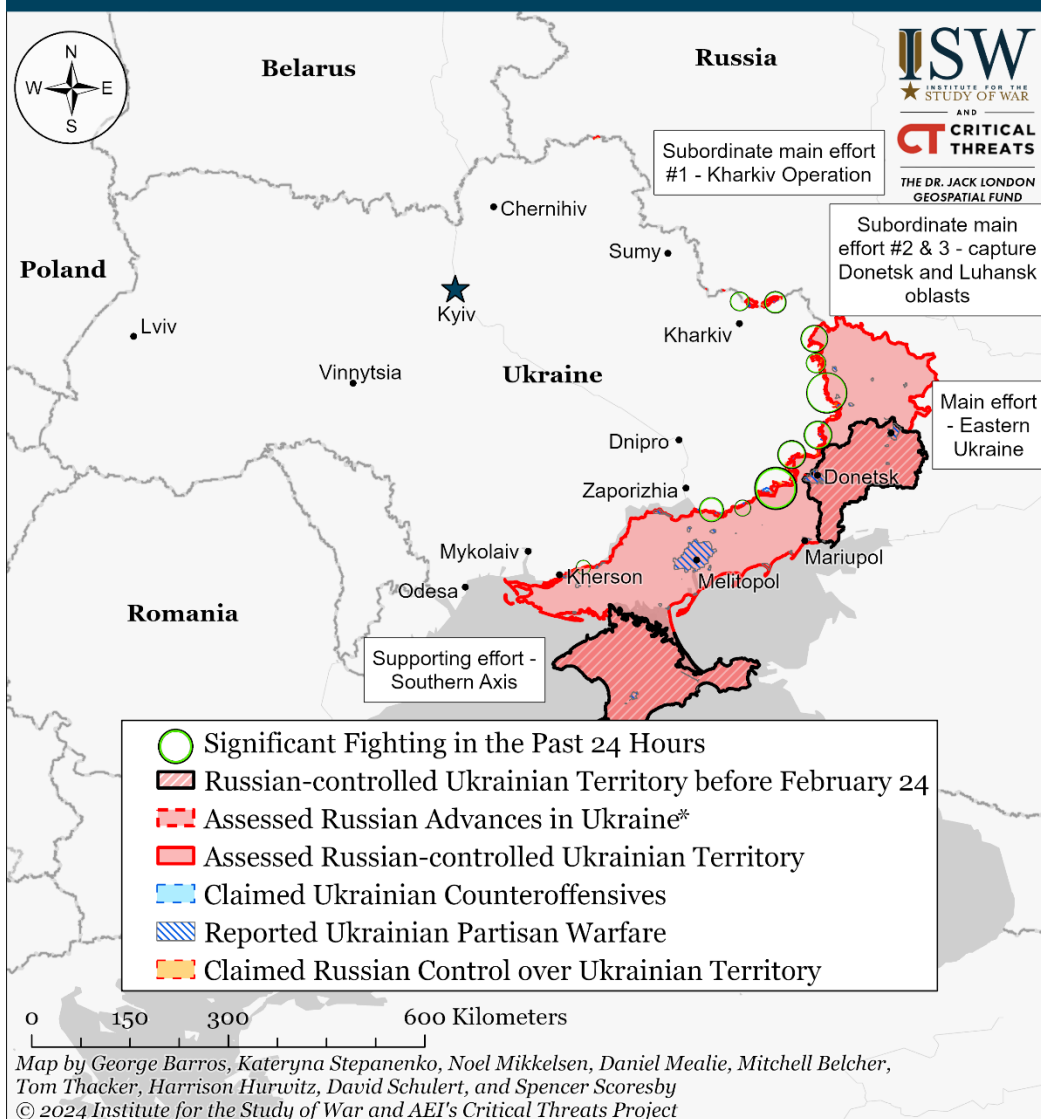 N
W
E
S
Belarus
Russia
ISW
INSTITUTE FOR THE
STUDY OF WAR
AND
CT CRITICAL
THREATS
THE DR. JACK LONDON
GEOSPATIAL FUND
Subordinate main effort
#1 - Kharkiv Operation
Subordinate main
effort #2 & 3 - capture
Donetsk and Luhansk
oblasts
Chernihiv
Sumy
Poland
Kyiv
Lviv
Kharkiv
Vinnytsia
Ukraine
Main effort
- Eastern
Ukraine
Dnipro
Donetsk
Zaporizhia
Mykolaiv
Mariupol
Kherson
Melitopol
Odesa
Romania
Supporting effort -
Southern Axis
Significant Fighting in the Past 24 Hours
Russian-controlled Ukrainian Territory before February 24
Assessed Russian Advances in Ukraine*
Assessed Russian-controlled Ukrainian Territory
Claimed Ukrainian Counteroffensives
Reported Ukrainian Partisan Warfare
Claimed Russian Control over Ukrainian Territory
0 150 300 600 Kilometers
Map by George Barros, Kateryna Stepanenko, Noel Mikkelsen, Daniel Mealie, Mitchell Belcher,
Tom Thacker, Harrison Hurwitz, David Schulert, and Spencer Scoresby
© 2024 Institute for the Study of War and AEI's Critical Threats Project